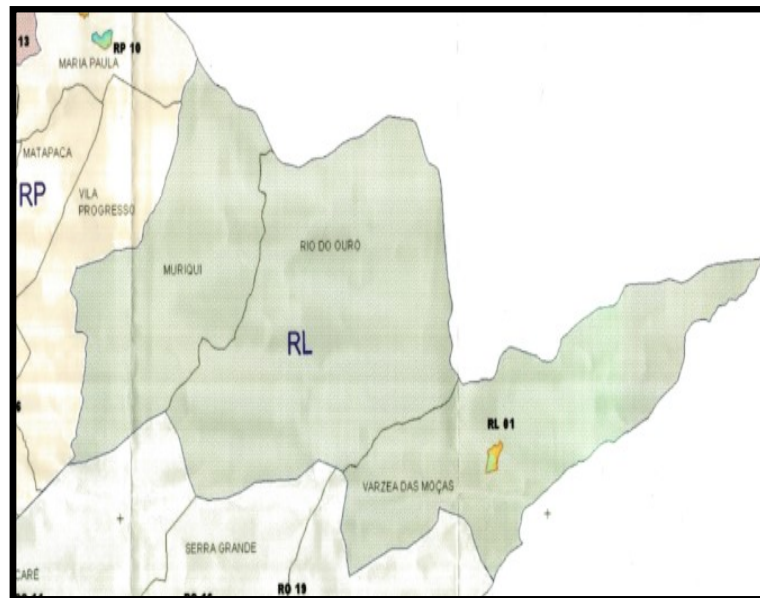 13
RP 10
MARIA PAULA
MATAPACA
RP
VILA
PROGRESSO
RIO DO OURO
MURIQUI
RL
RL 01
VARZEA DAS MOÇAS
SERRA GRANDE
CARÉ
RO 19